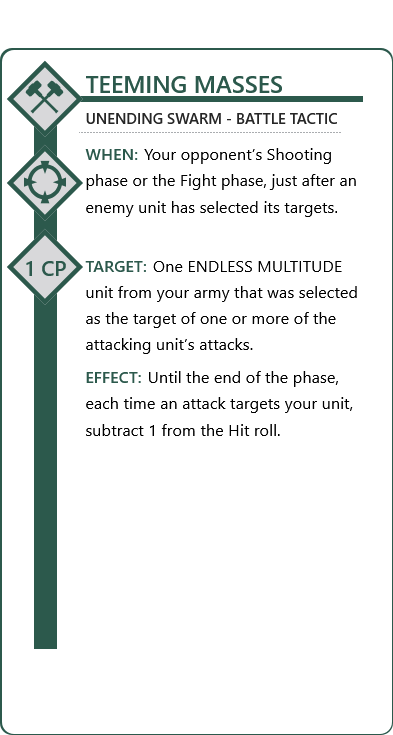 TEEMING MASSES
UNENDING SWARM - BATTLE TACTIC
WHEN: Your opponent’s Shooting
phase or the Fight phase, just after an
enemy unit has selected its targets.
1 CP
TARGET: One ENDLESS MULTITUDE
unit from your army that was selected
as the target of one or more of the
attacking unit’s attacks.
EFFECT: Until the end of the phase,
each time an attack targets your unit,
subtract 1 from the Hit roll.